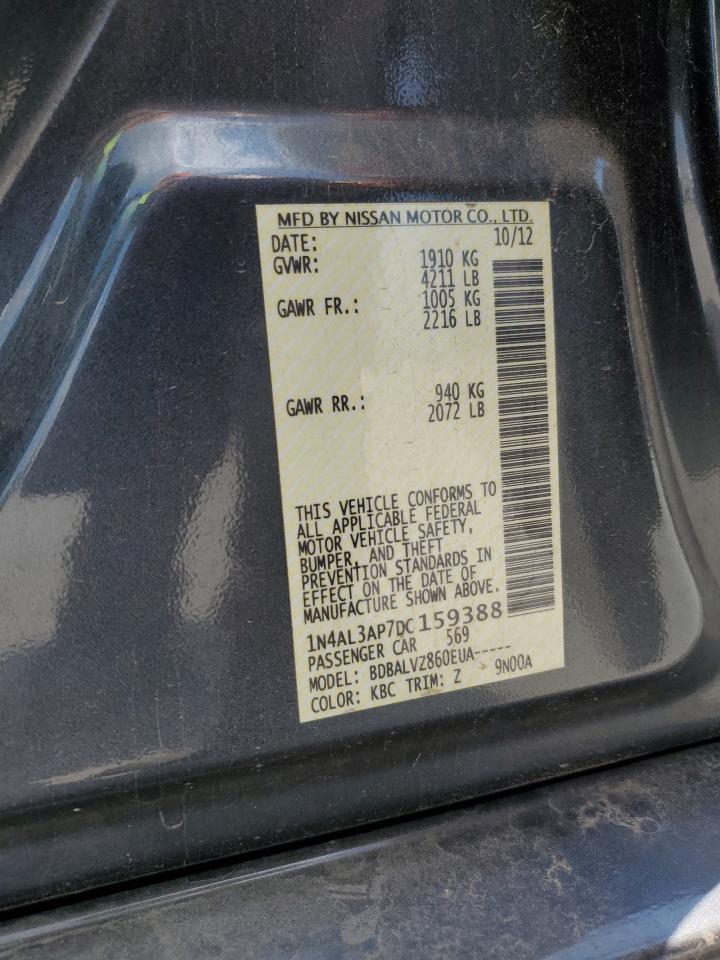 MFD BY NISSAN MOTOR CO., LTD.
DATE: 10/12
GVWR: 1910 KG
4211 LB
GAWR FR.: 1005 KG
2216 LB
GAWR RR.: 940 KG
2072 LB
THIS VEHICLE CONFORMS TO
ALL APPLICABLE FEDERAL
MOTOR VEHICLE SAFETY,
BUMPER, AND THEFT
PREVENTION STANDARDS IN
EFFECT ON THE DATE OF
MANUFACTURE SHOWN ABOVE.
1N4AL3AP7DC159388
PASSENGER CAR 569
MODEL: BDBALVZ860EUA-----
COLOR: KBC TRIM: Z 9N00A